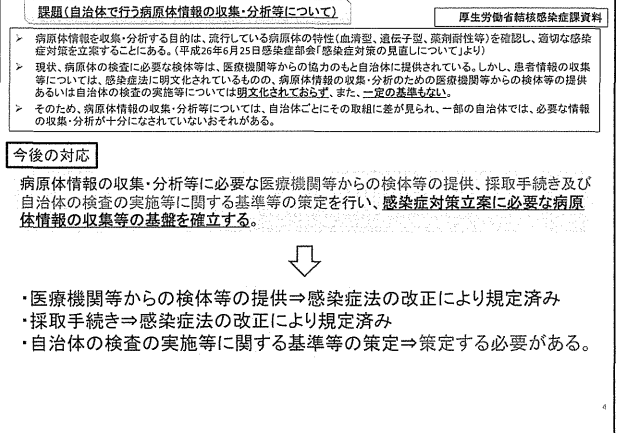 課題(自治体で行う病原体情報の収集・分析等について)
厚生労働省結核感染症課資料
➢ 病原体情報を収集・分析する目的は、流行している病原体の特性(血清型、遺伝子型、薬剤耐性等)を確認し、適切な感染
症対策を立案することにある。(平成26年6月25日感染症部会「感染症対策の見直しについて」より)
➢ 現状、病原体の検査に必要な検体等は、医療機関等からの協力のもと自治体に提供されている。しかし、患者情報の収集
等については、感染症法に明文化されているものの、病原体情報の収集・分析のための医療機関等からの検体等の提供
あるいは自治体の検査の実施等については明文化されておらず、また、一定の基準もない。
➢ そのため、病原体情報の収集・分析等については、自治体ごとにその取組に差が見られ、一部の自治体では、必要な情報
の収集・分析が十分になされていないおそれがある。
今後の対応
病原体情報の収集・分析等に必要な医療機関等からの検体等の提供、採取手続き及び
自治体の検査の実施等に関する基準等の策定を行い、感染症対策立案に必要な病原
体情報の収集等の基盤を確立する。
・医療機関等からの検体等の提供⇒感染症法の改正により規定済み
・採取手続き⇒感染症法の改正により規定済み
・自治体の検査の実施等に関する基準等の策定⇒策定する必要がある。
4